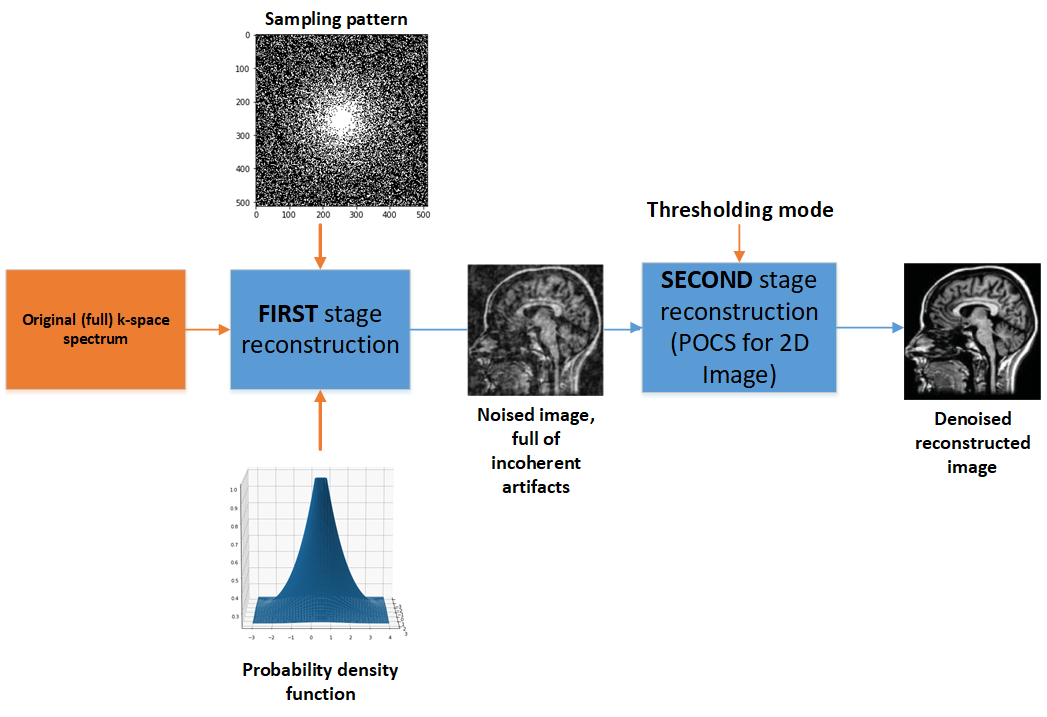 Sampling pattern
0
100
200
300
400
500
0 100 200 300 400 500
Thresholding mode
Original (full) k-space
spectrum
FIRST stage
reconstruction
SECOND stage
reconstruction
(POCS for 2D
Image)
Noised image,
full of
incoherent
artifacts
Denoised
reconstructed
image
1.0
0.9
0.8
0.7
0.6
0.5
0.4
0.3
−3 −2 −1 0 1 2 3 4
Probability density
function